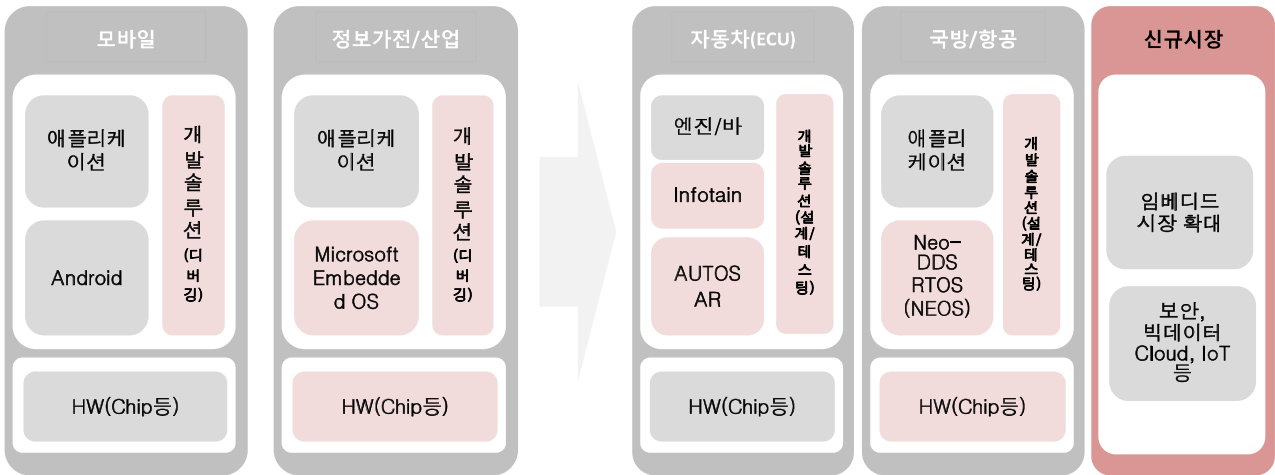 모바일
애플리케
이션
Android
개
발
솔
루
션
(디
버
깅)
HW(Chip등)
정보가전/산업
애플리케
이션
Microsoft
Embedde
d OS
개
발
솔
루
션
(디
버
깅)
HW(Chip등)
자동차(ECU)
엔진/바
Infotain
AUTOS
AR
개
발
솔
루
션
(설
계/
테
스
팅)
HW(Chip등)
국방/항공
애플리
케이션
Neo-
DDS
RTOS
(NEOS)
개
발
솔
루
션
(설
계/
테
스
팅)
HW(Chip등)
신규시장
임베디드
시장 확대
보안,
빅데이터
Cloud, IoT
등